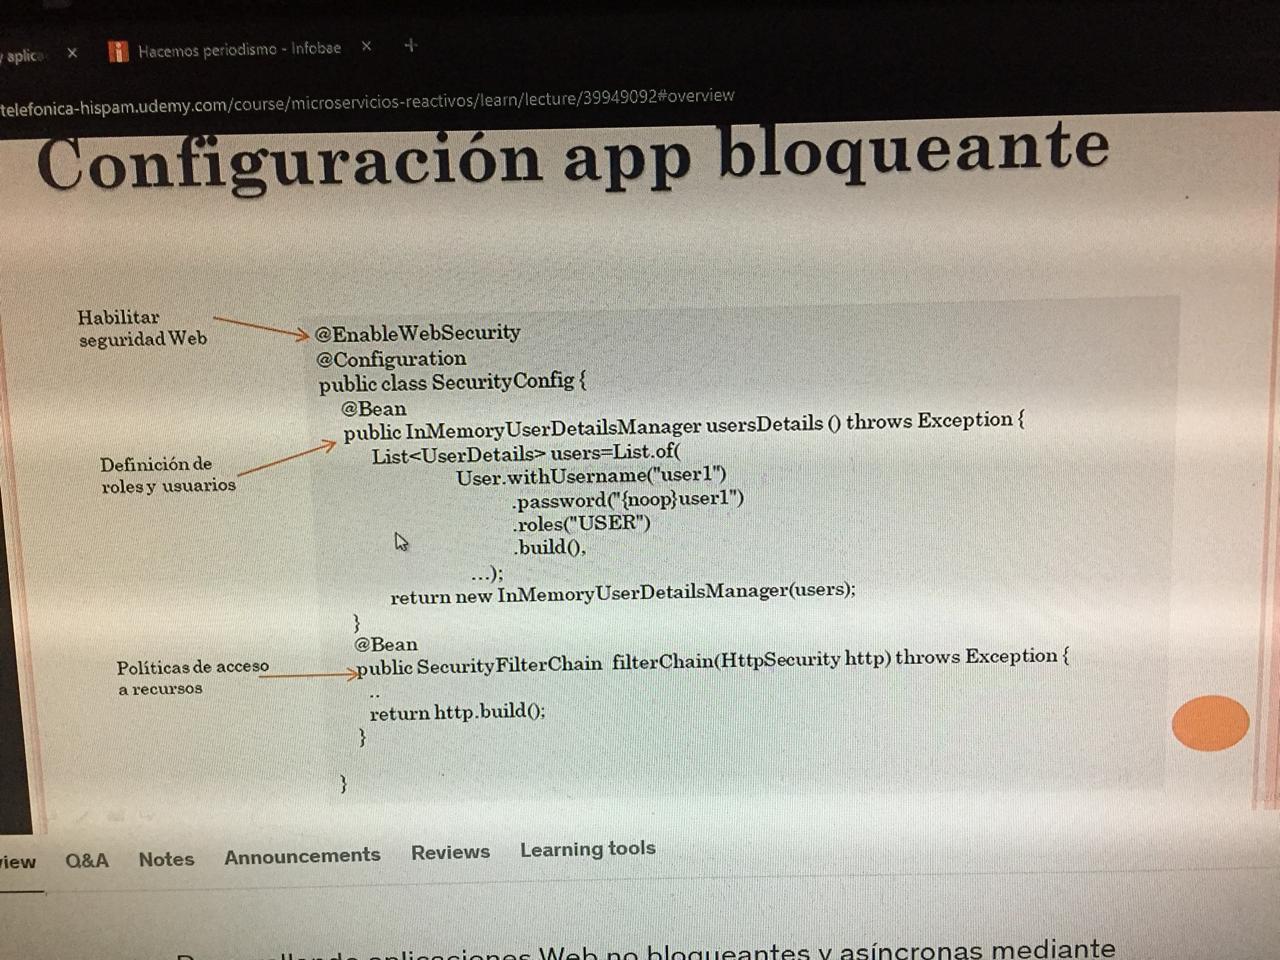 aplic
Hacemos periodismo - Infobae
telefonica-hispam.udemy.com/course/microservicios-reactivos/learn/lecture/39949092#overview
Configuración app bloqueante
Habilitar
seguridad Web
@EnableWebSecurity
@Configuration
public class SecurityConfig {
@Bean
public InMemoryUserDetailsManager usersDetails () throws Exception {
Definición de
roles y usuarios
List<UserDetails> users=List.of(
User.withUsername("user1")
.password("{noop}user1")
.roles("USER")
.build(),
...);
return new InMemoryUserDetailsManager(users);
}
@Bean
Políticas de acceso
a recursos
public SecurityFilterChain filterChain(HttpSecurity http) throws Exception {
..
return http.build();
}
}
view Q&A Notes Announcements Reviews Learning tools
aplicaciones Web no bloqueantes y asíncronas mediante